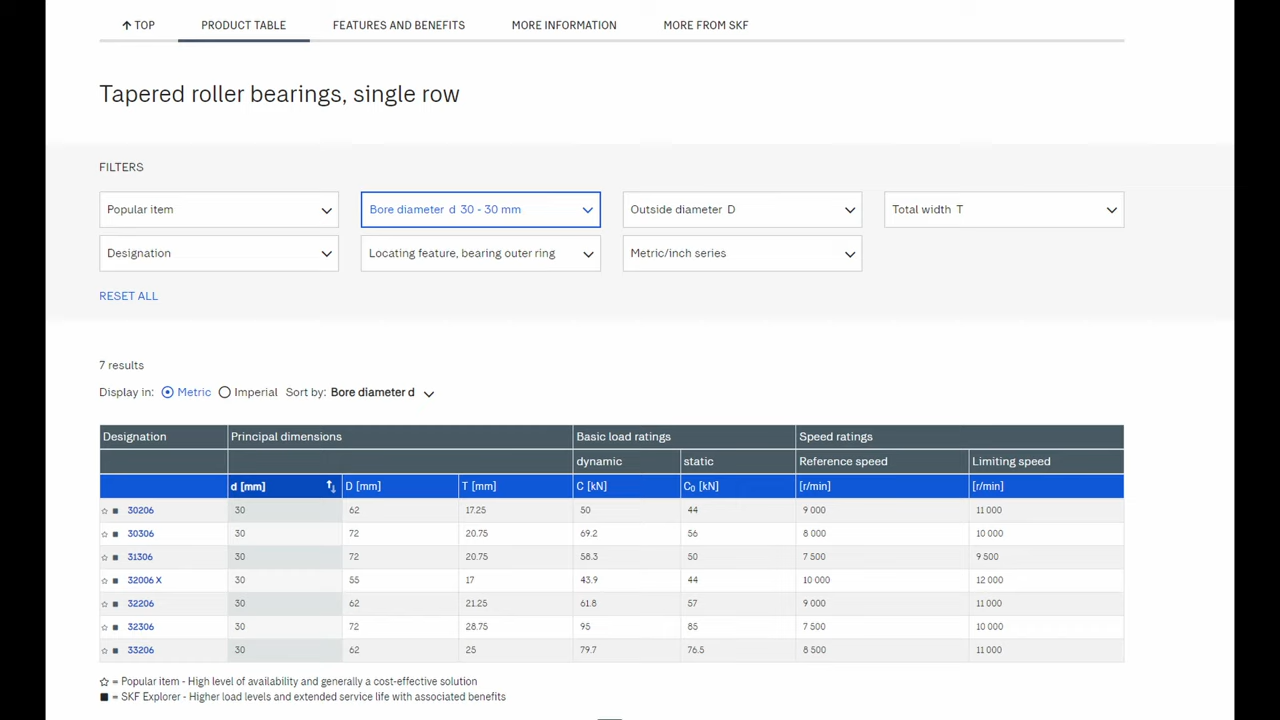 ↑ TOP PRODUCT TABLE FEATURES AND BENEFITS MORE INFORMATION MORE FROM SKF
Tapered roller bearings, single row
FILTERS
Popular item Bore diameter d 30 - 30 mm Outside diameter D Total width T
Designation Locating feature, bearing outer ring Metric/inch series
RESET ALL
7 results
Display in: Metric Imperial Sort by: Bore diameter d
Designation Principal dimensions Basic load ratings Speed ratings
dynamic static Reference speed Limiting speed
d [mm] D [mm] T [mm] C [kN] C₀ [kN] [r/min] [r/min]
☆ ■ 30206 30 62 17.25 50 44 9 000 11 000
☆ ■ 30306 30 72 20.75 69.2 56 8 000 10 000
☆ ■ 31306 30 72 20.75 58.3 50 7 500 9 500
☆ ■ 32006 X 30 55 17 43.9 44 10 000 12 000
☆ ■ 32206 30 62 21.25 61.8 57 9 000 11 000
☆ ■ 32306 30 72 28.75 95 85 7 500 10 000
☆ ■ 33206 30 62 25 79.7 76.5 8 500 11 000
☆ = Popular item - High level of availability and generally a cost-effective solution
■ = SKF Explorer - Higher load levels and extended service life with associated benefits